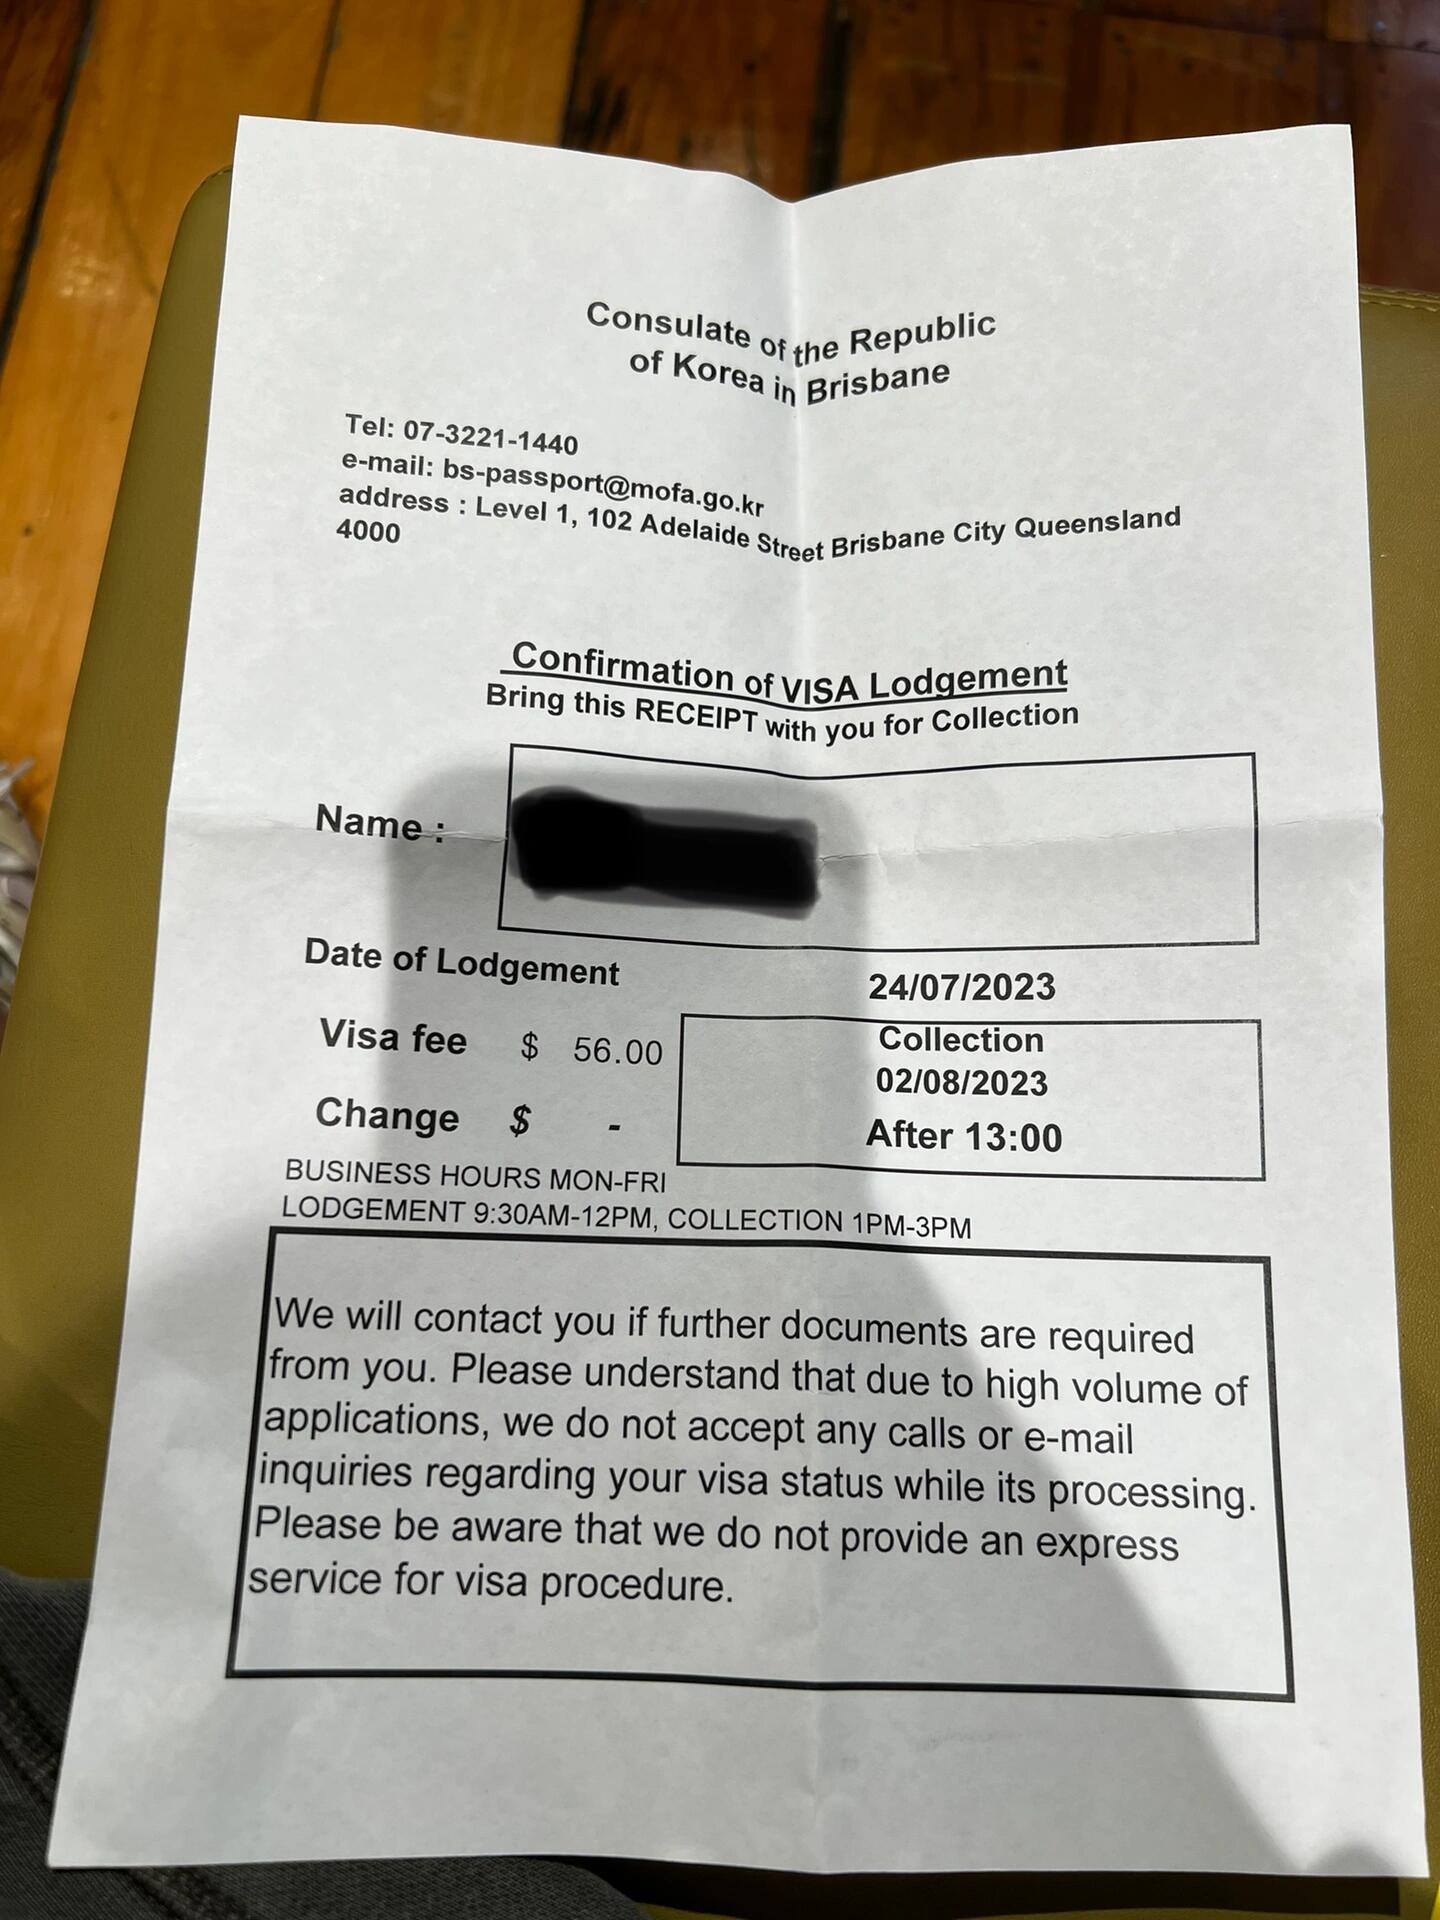 Consulate of the Republic
of Korea in Brisbane
Tel: 07-3221-1440
e-mail: bs-passport@mofa.go.kr
address : Level 1, 102 Adelaide Street Brisbane City Queensland
4000
Confirmation of VISA Lodgement
Bring this RECEIPT with you for Collection
Name :
Date of Lodgement 24/07/2023
Visa fee $ 56.00
Collection
02/08/2023
Change $ -
After 13:00
BUSINESS HOURS MON-FRI
LODGEMENT 9:30AM-12PM, COLLECTION 1PM-3PM
We will contact you if further documents are required
from you. Please understand that due to high volume of
applications, we do not accept any calls or e-mail
inquiries regarding your visa status while its processing.
Please be aware that we do not provide an express
service for visa procedure.